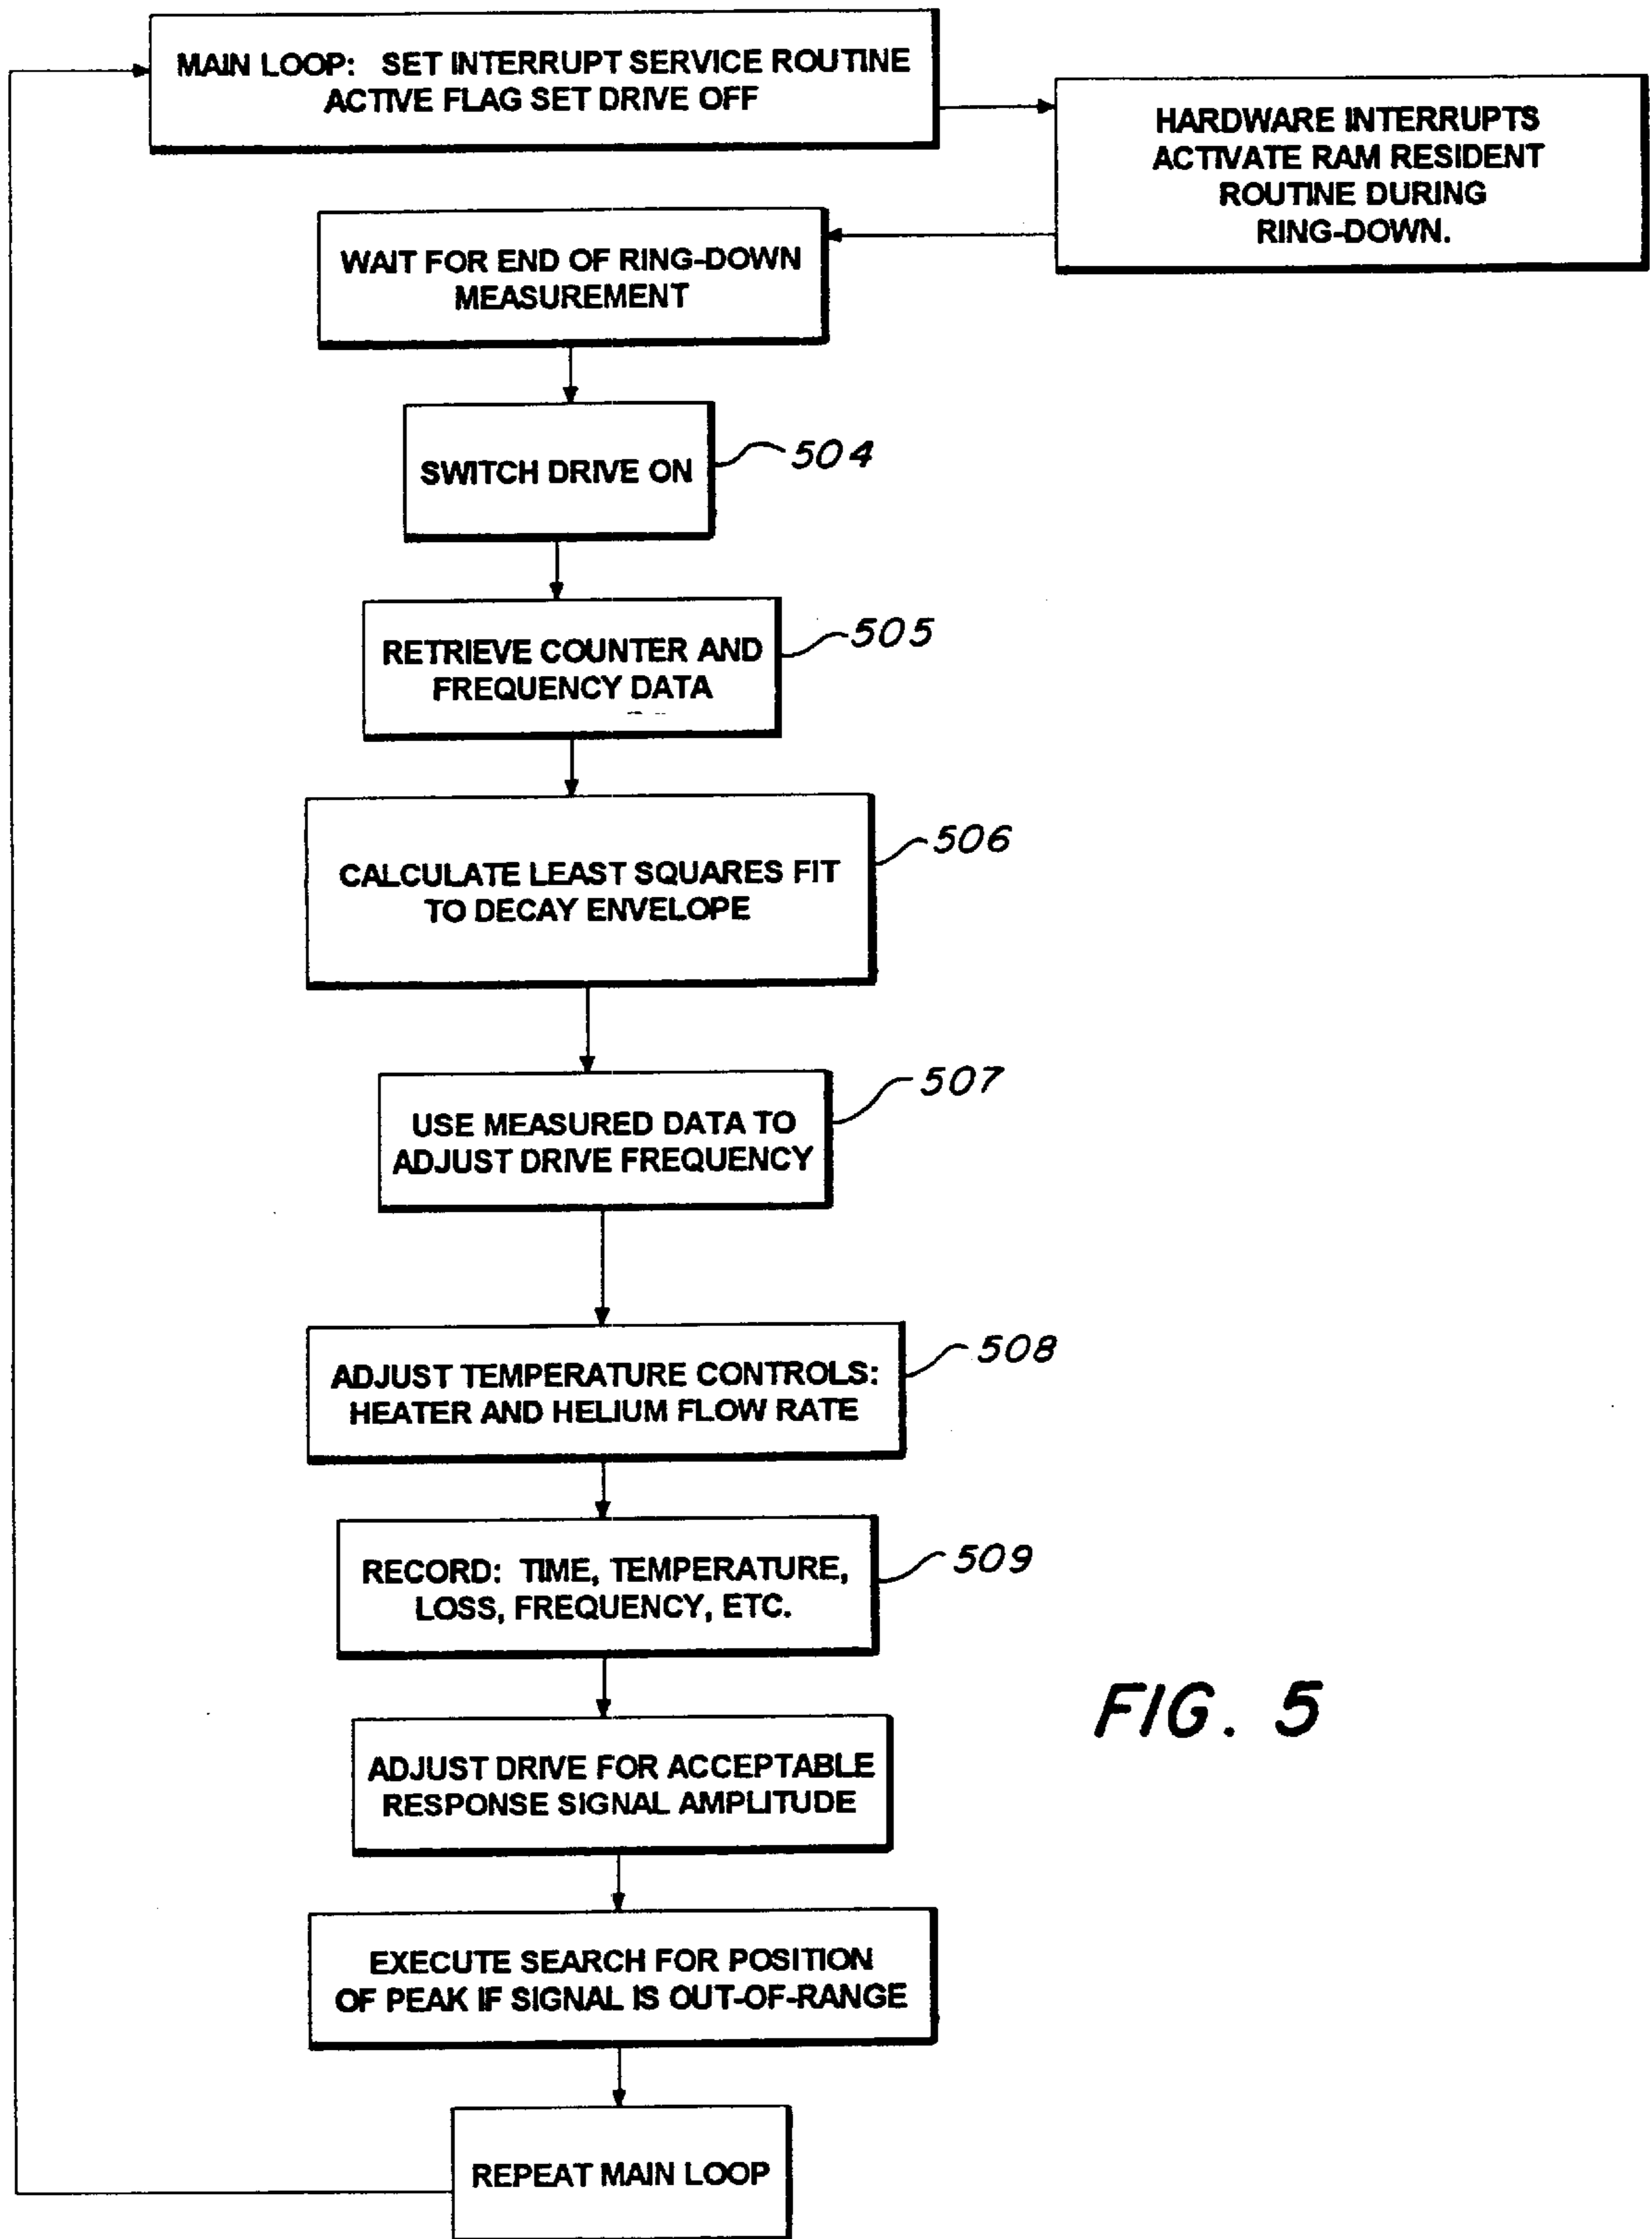 MAIN LOOP: SET INTERRUPT SERVICE ROUTINE
ACTIVE FLAG SET DRIVE OFF
HARDWARE INTERRUPTS
ACTIVATE RAM RESIDENT
ROUTINE DURING
RING-DOWN.
WAIT FOR END OF RING-DOWN
MEASUREMENT
SWITCH DRIVE ON
504
RETRIEVE COUNTER AND
FREQUENCY DATA
505
CALCULATE LEAST SQUARES FIT
TO DECAY ENVELOPE
506
USE MEASURED DATA TO
ADJUST DRIVE FREQUENCY
507
ADJUST TEMPERATURE CONTROLS:
HEATER AND HELIUM FLOW RATE
508
RECORD: TIME, TEMPERATURE,
LOSS, FREQUENCY, ETC.
509
ADJUST DRIVE FOR ACCEPTABLE
RESPONSE SIGNAL AMPLITUDE
EXECUTE SEARCH FOR POSITION
OF PEAK IF SIGNAL IS OUT-OF-RANGE
REPEAT MAIN LOOP
FIG. 5